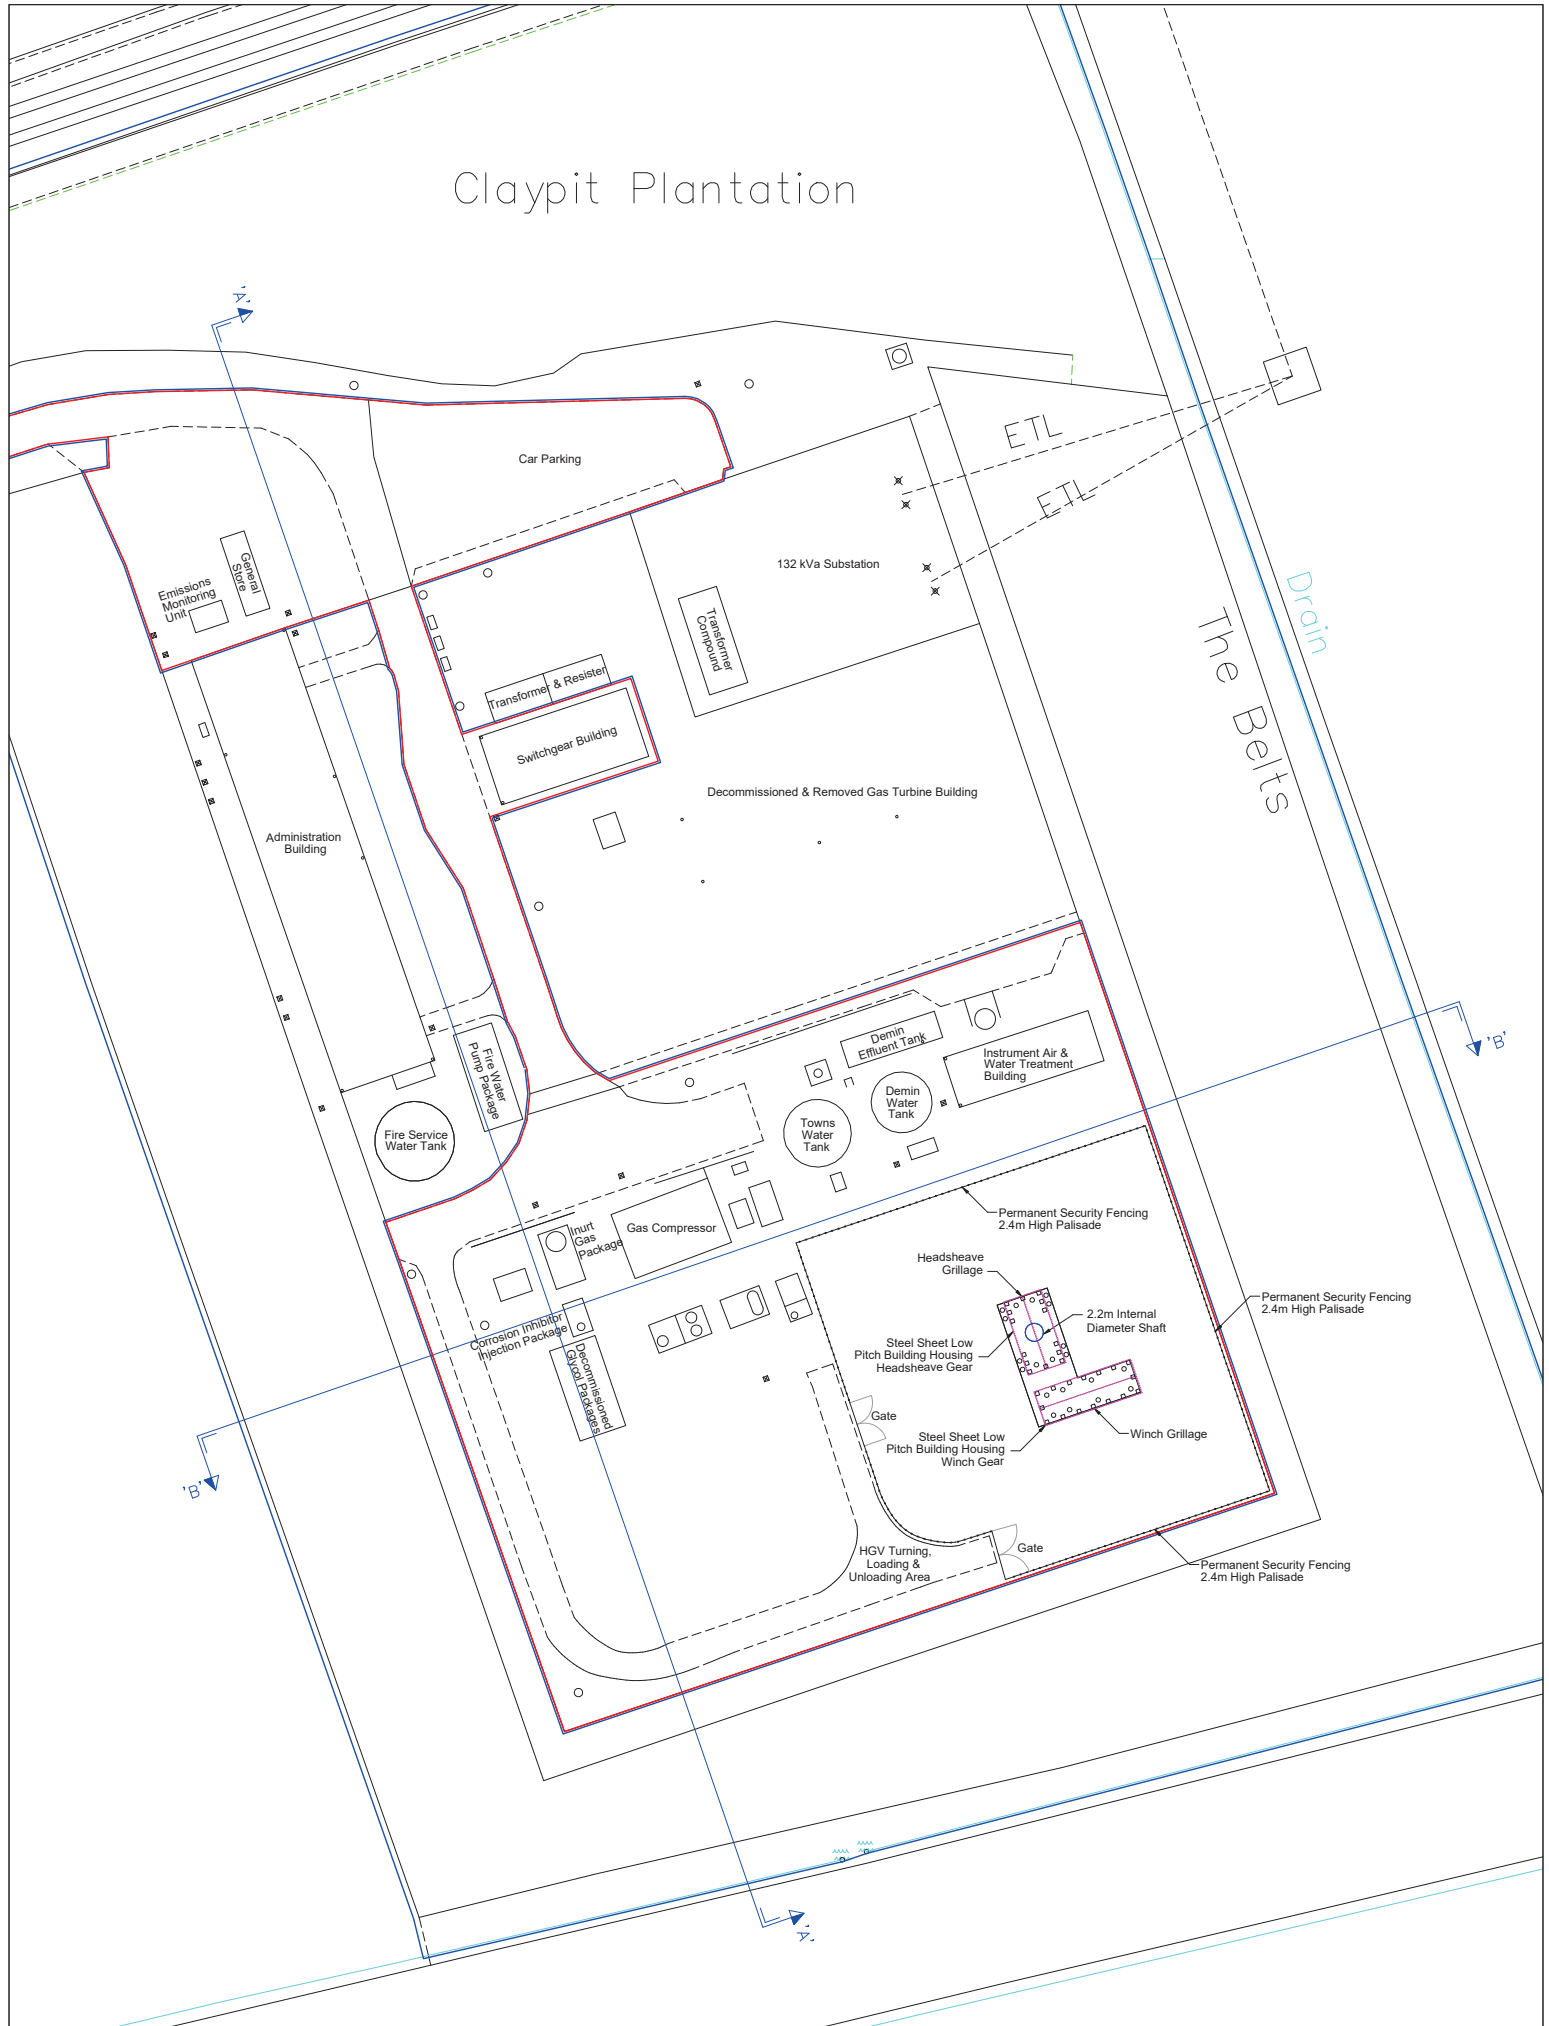 Claypit Plantation
'A'
Car Parking
ETL
ETL
132 kVa Substation
Drain
General
Store
Emissions
Monitoring
Unit
Transformer
Compound
The Belts
Transformer & Resister
Switchgear Building
Decommissioned & Removed Gas Turbine Building
Administration
Building
Demin
Effluent Tank
Instrument Air &
Water Treatment
Building
'B'
Fire Water
Pump Package
Demin
Water
Tank
Towns
Water
Tank
Fire Service
Water Tank
Permanent Security Fencing
2.4m High Palisade
Inurt
Gas
Package
Gas Compressor
Headsheave
Grillage
Permanent Security Fencing
2.4m High Palisade
2.2m Internal
Diameter Shaft
Corrosion Inhibitor
Injection Package
Steel Sheet Low
Pitch Building Housing
Headsheave Gear
Decommissioned
Glycol Packages
Gate
Winch Grillage
Steel Sheet Low
Pitch Building Housing
Winch Gear
'B'
HGV Turning,
Loading &
Unloading Area
Gate
Permanent Security Fencing
2.4m High Palisade
'A'